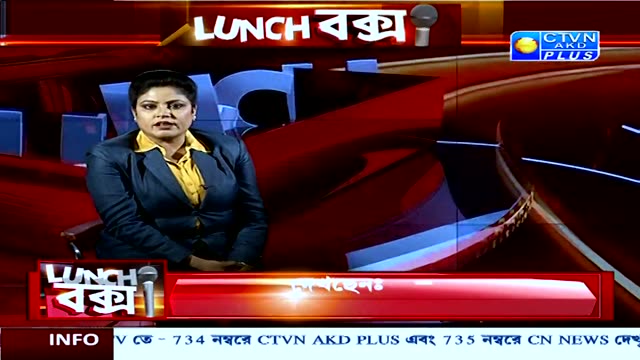 LUNCH বক্স
CTVN
AKD
PLUS
LUNCH
বক্স
দেখছেনঃ
INFO
V তে - 734 নম্বরে CTVN AKD PLUS এবং 735 নম্বরে CN NEWS দেখু